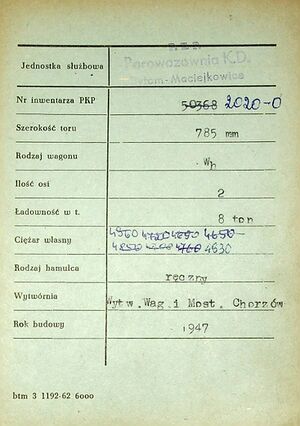 P.K.P.
Jednostka służbowa Parowozownia K.D.
Bytom-Maciejkowice
Nr inwentarza PKP 50368 2020-0
Szerokość toru 785 mm
Rodzaj wagonu Wh
Ilość osi 2
Ładowność w t. 8 ton
Ciężar własny 4650
4630
Rodzaj hamulca ręczny
Wytwórnia Wytw.Wag.i Most. Chorzów
Rok budowy 1947
btm 3 1192-62 6000